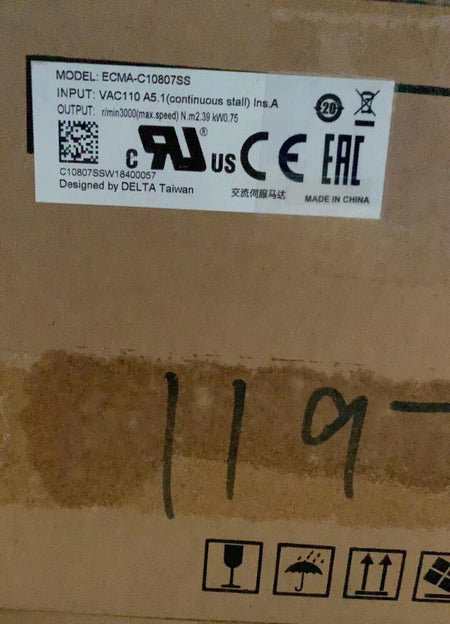 MODEL: ECMA-C10807SS
INPUT: VAC110 A5.1(continuous stall) Ins.A
OUTPUT: r/min3000(max.speed) N.m2.39 kW0.75
20
C10807SSW18400057
c RU ® US CE EAC
Designed by DELTA Taiwan
交流伺服马达
MADE IN CHINA
119-